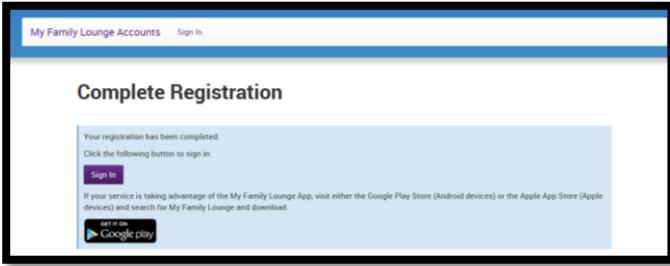 My Family Lounge Accounts Sign In
Complete Registration
Your registration has been completed.
Click the following button to sign in:
Sign In
If your service is taking advantage of the My Family Lounge App, visit either the Google Play Store (Android devices) or the Apple App Store (Apple
devices) and search for My Family Lounge and download.
GET IT ON
Google play